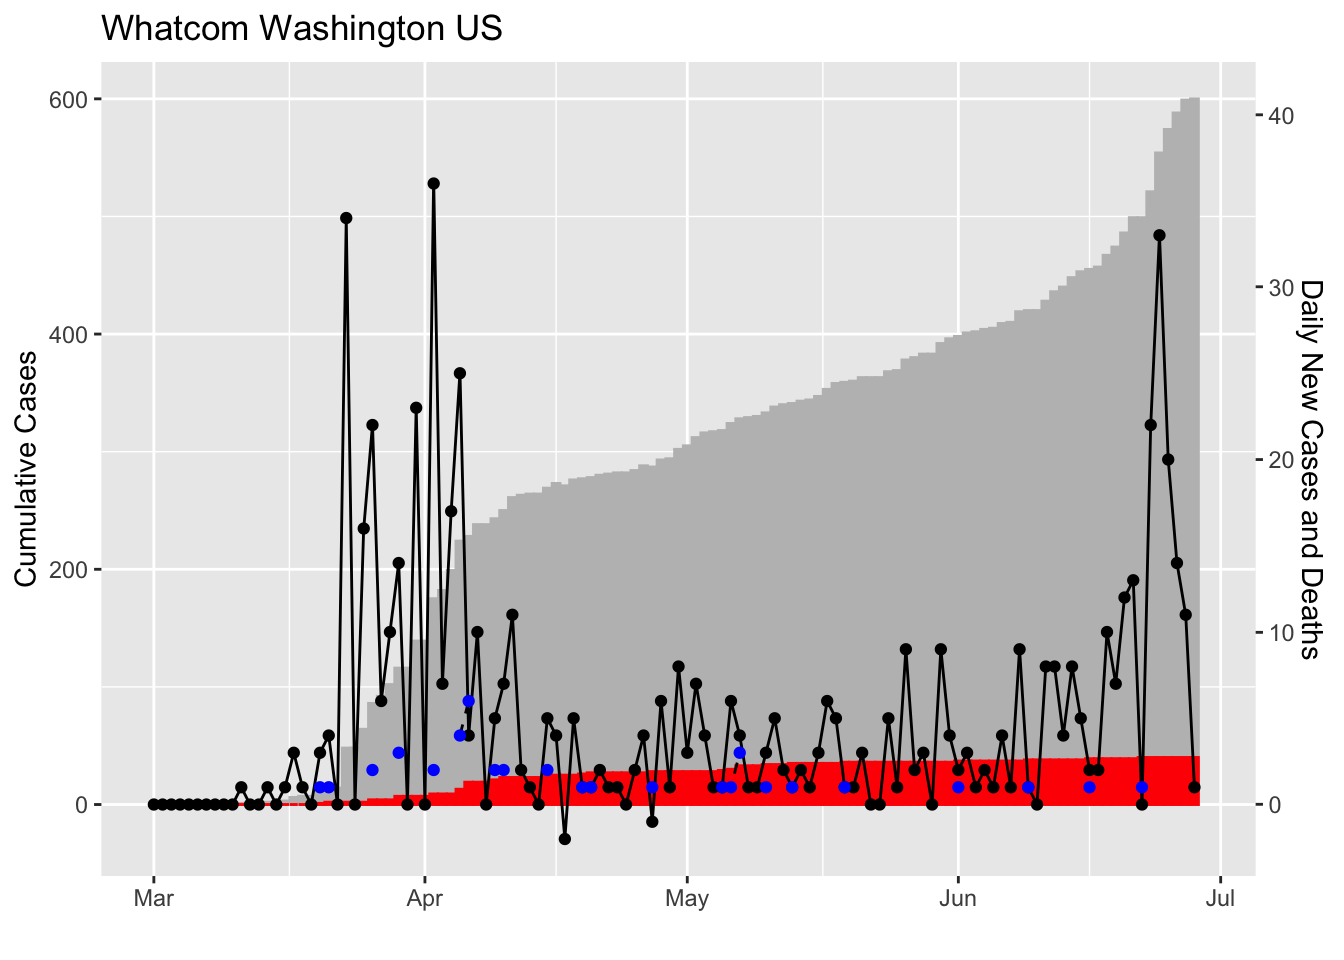 Whatcom Washington US
Cumulative Cases
600
400
200
0
40
30
20
10
0
Daily New Cases and Deaths
Mar
Apr
May
Jun
Jul